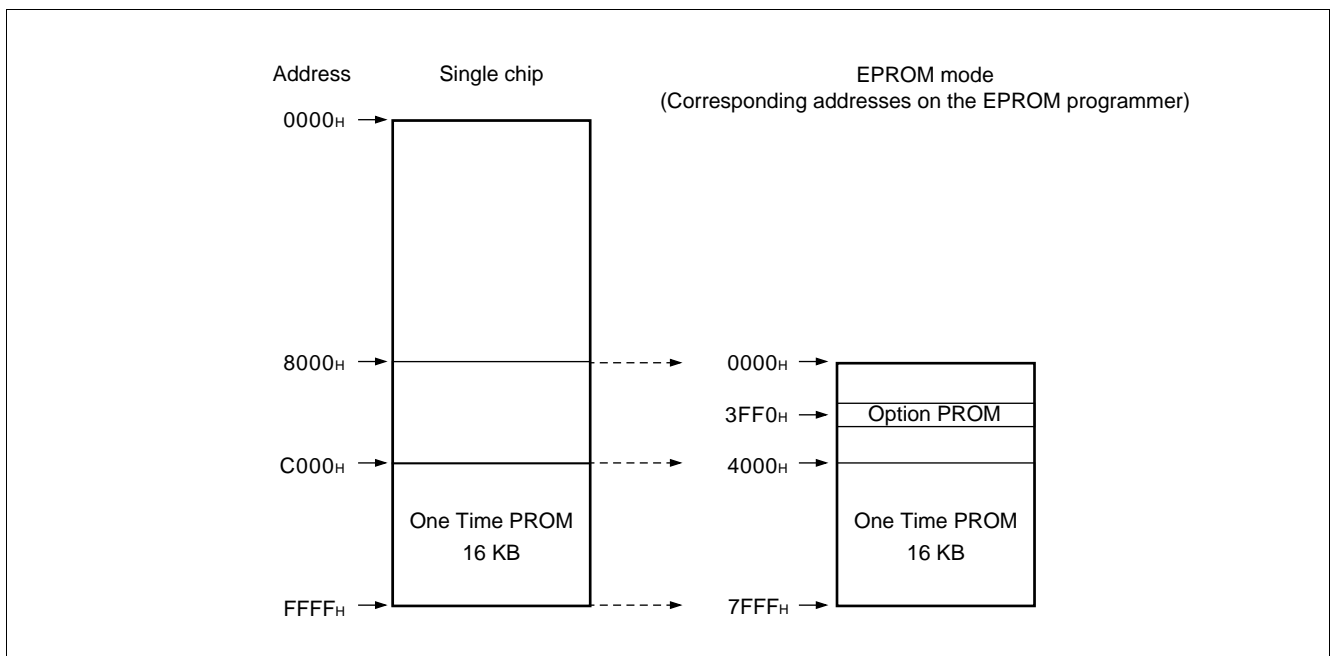 Address Single chip EPROM mode
(Corresponding addresses on the EPROM programmer)
0000H
8000H 0000H
3FF0H Option PROM
C000H 4000H
One Time PROM One Time PROM
16 KB 16 KB
FFFFH 7FFFH